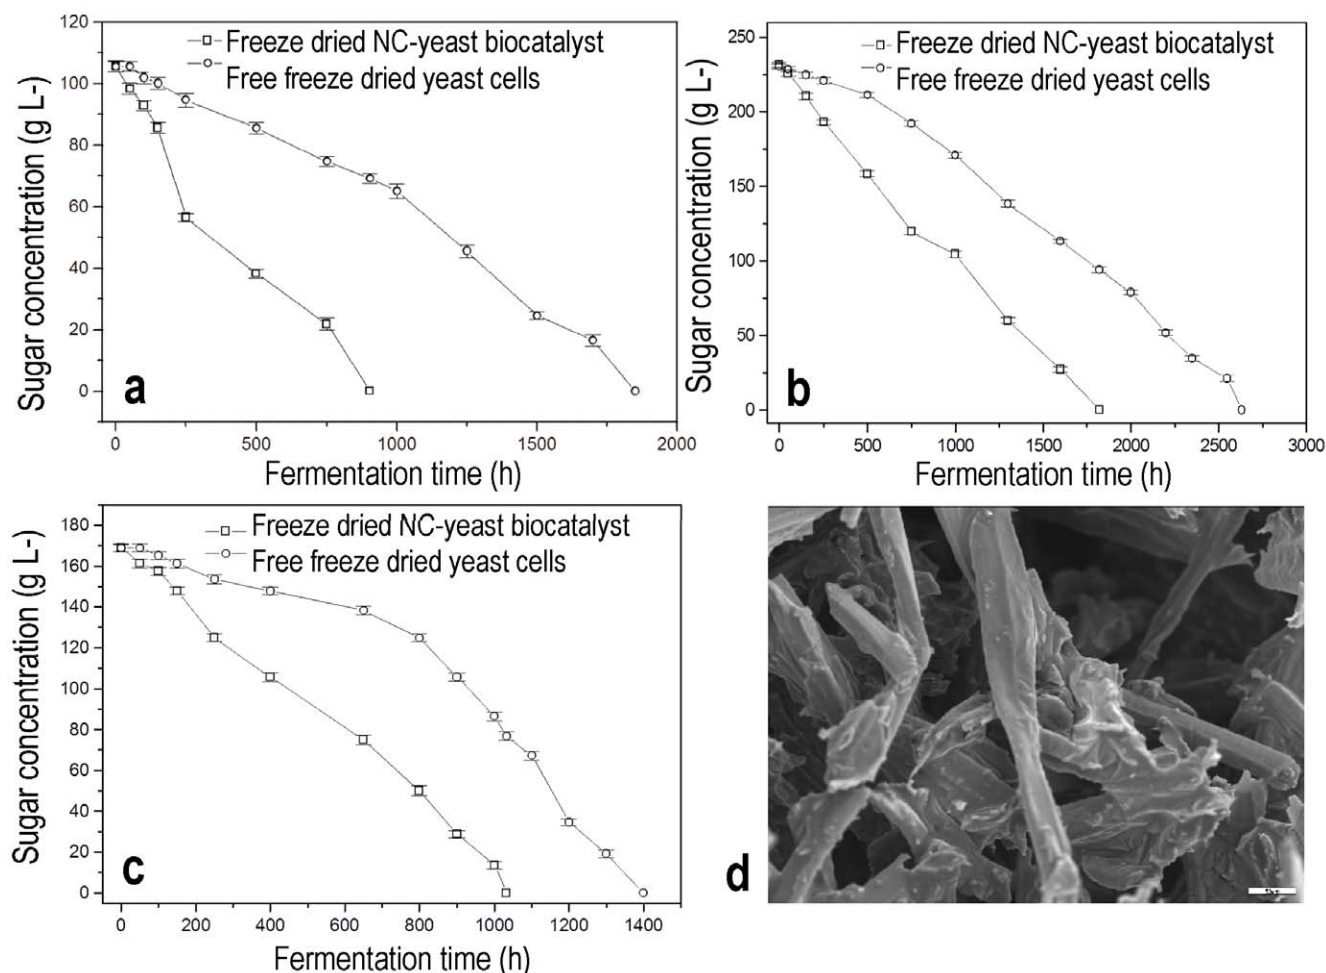 120
100
80
60
40
20
0
Sugar concentration (g L-)
Freeze dried NC-yeast biocatalyst
Free freeze dried yeast cells
a
0 500 1000 1500 2000
Fermentation time (h)
250
200
150
100
50
0
Sugar concentration (g L-)
Freeze dried NC-yeast biocatalyst
Free freeze dried yeast cells
b
0 500 1000 1500 2000 2500 3000
Fermentation time (h)
180
160
140
120
100
80
60
40
20
0
Sugar concentration (g L-)
Freeze dried NC-yeast biocatalyst
Free freeze dried yeast cells
c
0 200 400 600 800 1000 1200 1400
Fermentation time (h)
d